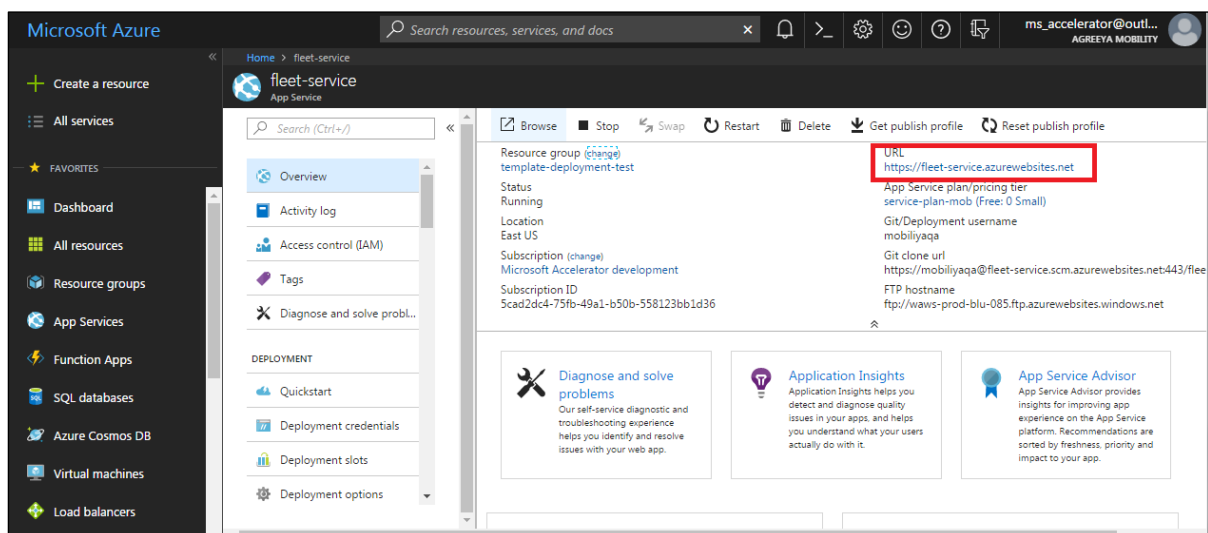 Microsoft Azure
Search resources, services, and docs
ms_accelerator@outl...
AGREEYA MOBILITY
Create a resource
All services
FAVORITES
Dashboard
All resources
Resource groups
App Services
Function Apps
SQL databases
Azure Cosmos DB
Virtual machines
Load balancers
Home > fleet-service
fleet-service
App Service
Search (Ctrl+/)
Overview
Activity log
Access control (IAM)
Tags
Diagnose and solve probl...
DEPLOYMENT
Quickstart
Deployment credentials
Deployment slots
Deployment options
Browse Stop Swap Restart Delete Get publish profile Reset publish profile
Resource group (change)
template-deployment-test
Status
Running
Location
East US
Subscription (change)
Microsoft Accelerator development
Subscription ID
5cad2dc4-75fb-49a1-b50b-558123bb1d36
URL
https://fleet-service.azurewebsites.net
App Service plan/pricing tier
service-plan-mob (Free: 0 Small)
Git/Deployment username
mobiliyaqa
Git clone url
https://mobiliyaqa@fleet-service.scm.azurewebsites.net:443/flee
FTP hostname
ftp://waws-prod-blu-085.ftp.azurewebsites.windows.net
Diagnose and solve
problems
Our self-service diagnostic and
troubleshooting experience
helps you identify and resolve
issues with your web app.
Application Insights
Application Insights helps you
detect and diagnose quality
issues in your apps, and helps
you understand what your users
actually do with it.
App Service Advisor
App Service Advisor provides
insights for improving app
experience on the App Service
platform. Recommendations are
sorted by freshness, priority and
impact to your app.